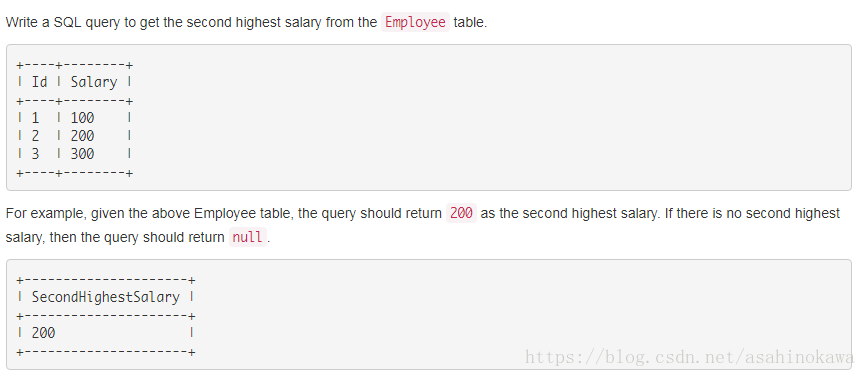 Write a SQL query to get the second highest salary from the Employee table.
+----+--------+
| Id | Salary |
+----+--------+
| 1  | 100    |
| 2  | 200    |
| 3  | 300    |
+----+--------+
For example, given the above Employee table, the query should return 200 as the second highest salary. If there is no second highest
salary, then the query should return null.
+---------------------+
| SecondHighestSalary |
+---------------------+
| 200                 |
+---------------------+
https://blog.csdn.net/asahinokawa